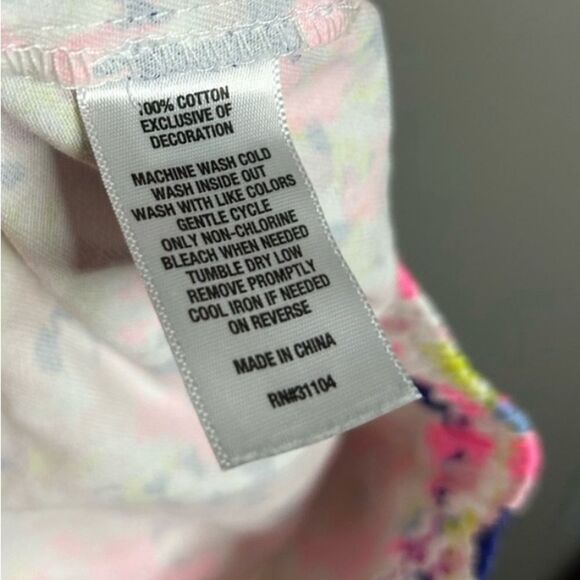 100% COTTON
EXCLUSIVE OF
DECORATION
MACHINE WASH COLD
WASH INSIDE OUT
WASH WITH LIKE COLORS
GENTLE CYCLE
ONLY NON-CHLORINE
BLEACH WHEN NEEDED
TUMBLE DRY LOW
REMOVE PROMPTLY
COOL IRON IF NEEDED
ON REVERSE
MADE IN CHINA
RN#31104